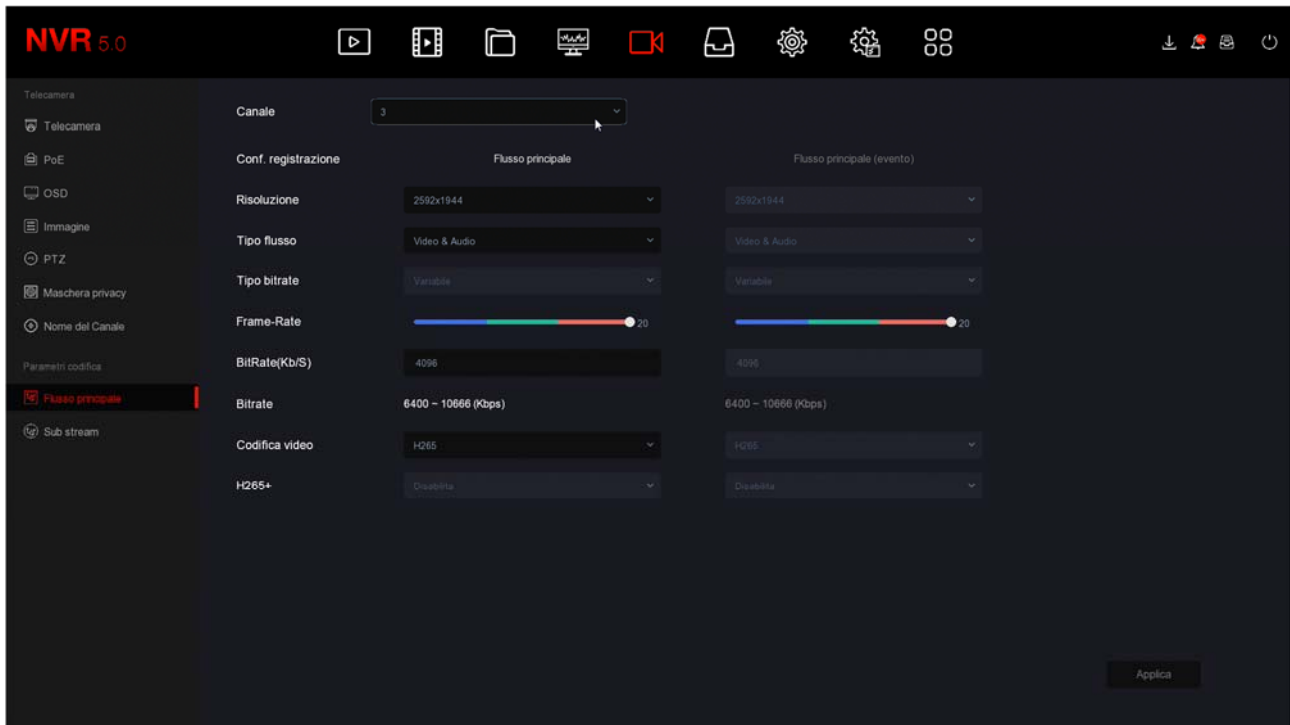 NVR 5.0
Telecamera
Telecamera
PoE
OSD
Immagine
PTZ
Maschera privacy
Nome del Canale
Parametri codifica
Flusso principale
Sub stream
Canale 3
Conf. registrazione Flusso principale Flusso principale (evento)
Risoluzione 2592x1944 2592x1944
Tipo flusso Video & Audio Video & Audio
Tipo bitrate Variabile Variabile
Frame-Rate 20 20
BitRate(Kb/S) 4096 4096
Bitrate 6400 ~ 10666 (Kbps) 6400 ~ 10666 (Kbps)
Codifica video H265 H265
H265+ Disabilita Disabilita
Applica